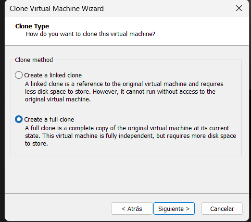 Clone Virtual Machine Wizard
Clone Type
How do you want to clone this virtual machine?
Clone method
Create a linked clone
A linked clone is a reference to the original virtual machine and requires
less disk space to store. However, it cannot run without access to the
original virtual machine.
Create a full clone
A full clone is a complete copy of the original virtual machine at its current
state. This virtual machine is fully independent, but requires more disk space
to store.
< Atrás
Siguiente >
Cancelar